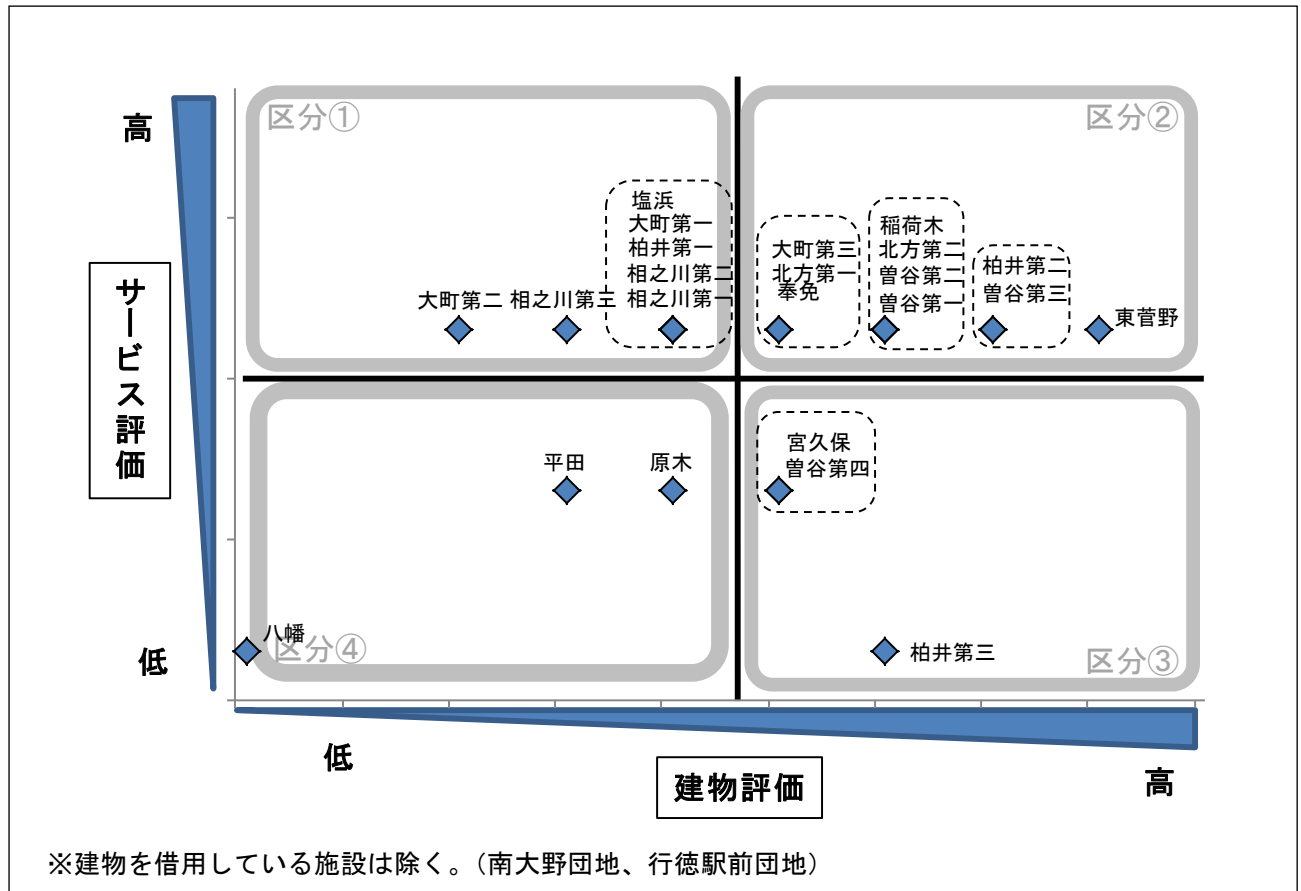 高
サービス評価
低
区分①
区分②
塩浜
大町第一
柏井第一
相之川第二
相之川第一
大町第二
相之川第三
大町第三
北方第一
奉免
稲荷木
北方第二
曽谷第二
曽谷第一
柏井第二
曽谷第三
東菅野
平田
原木
宮久保
曽谷第四
八幡
区分④
柏井第三
区分③
低
建物評価
高
※建物を借用している施設は除く。（南大野団地、行徳駅前団地）